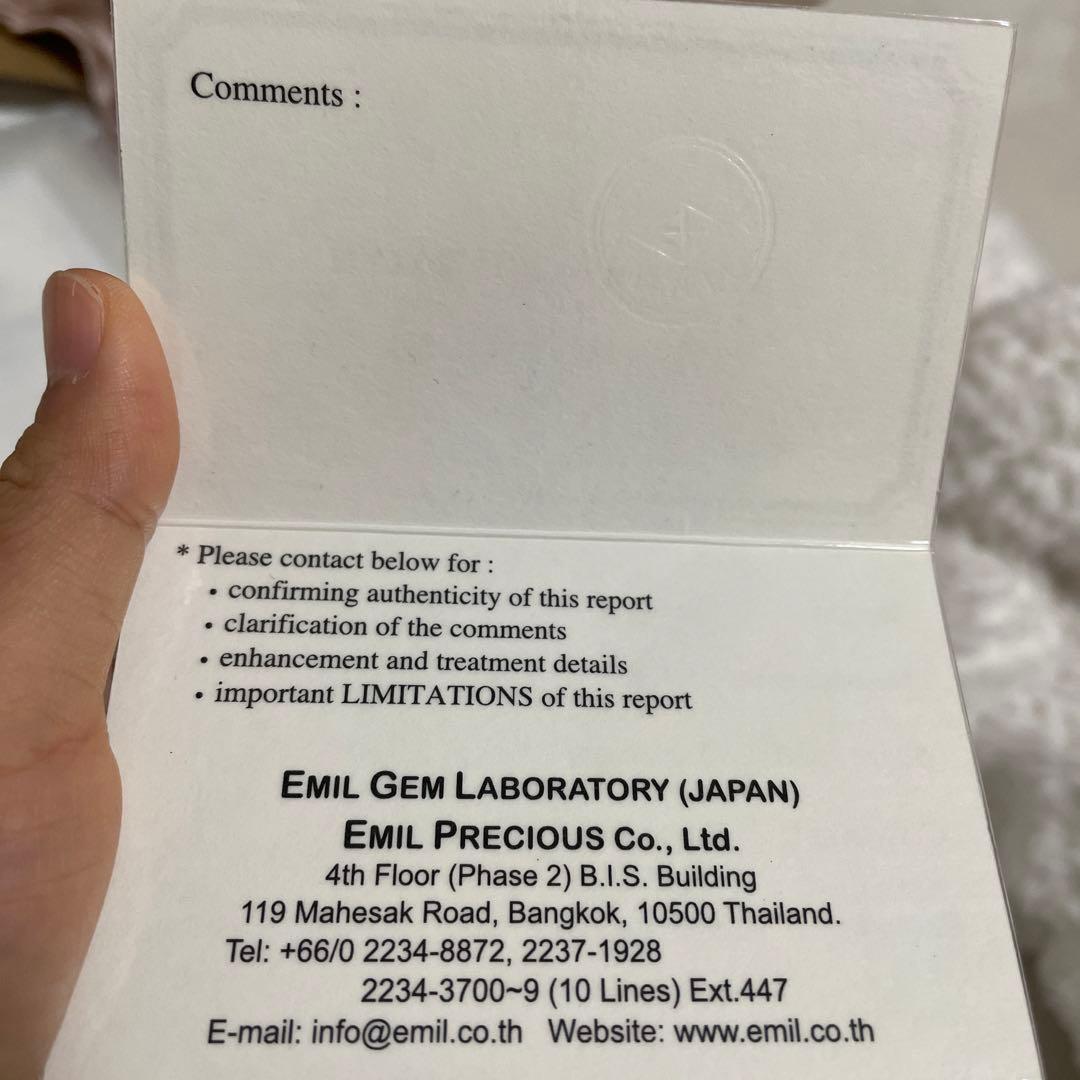 Comments :
* Please contact below for :
• confirming authenticity of this report
• clarification of the comments
• enhancement and treatment details
• important LIMITATIONS of this report
EMIL GEM LABORATORY (JAPAN)
EMIL PRECIOUS Co., Ltd.
4th Floor (Phase 2) B.I.S. Building
119 Mahesak Road, Bangkok, 10500 Thailand.
Tel: +66/0 2234-8872, 2237-1928
2234-3700~9 (10 Lines) Ext.447
E-mail: info@emil.co.th Website: www.emil.co.th